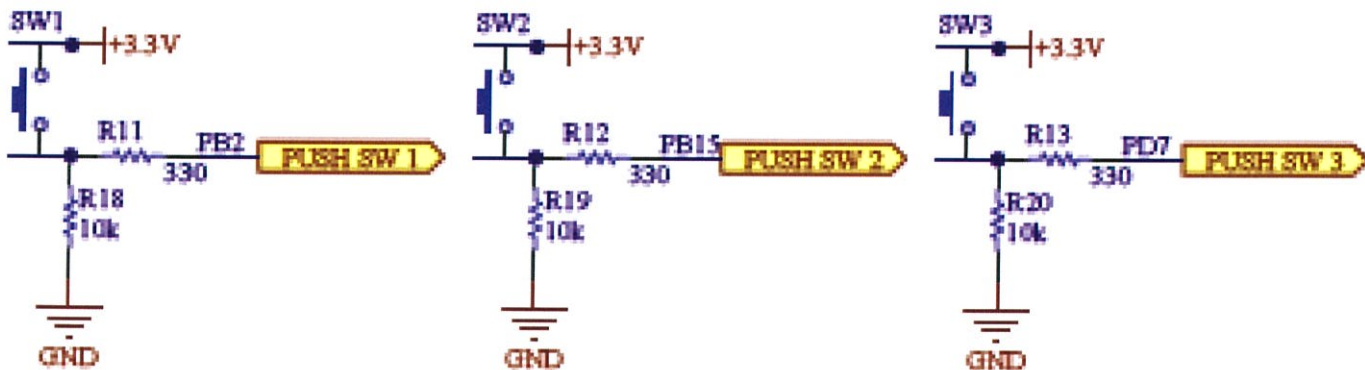 SW1
+3.3V
R11
PB2
PUSH SW 1
330
R18
10k
GND
SW2
+3.3V
R12
PB15
PUSH SW 2
330
R19
10k
GND
SW3
+3.3V
R13
PD7
PUSH SW 3
330
R20
10k
GND